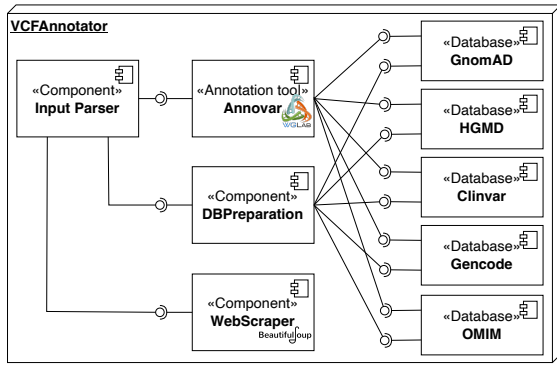 VCFAnnotator
«Component»
Input Parser
«Annotation tool»
Annovar
WGLAB
«Component»
DBPreparation
«Component»
WebScraper
BeautifulSoup
«Database»
GnomAD
«Database»
HGMD
«Database»
Clinvar
«Database»
Gencode
«Database»
OMIM